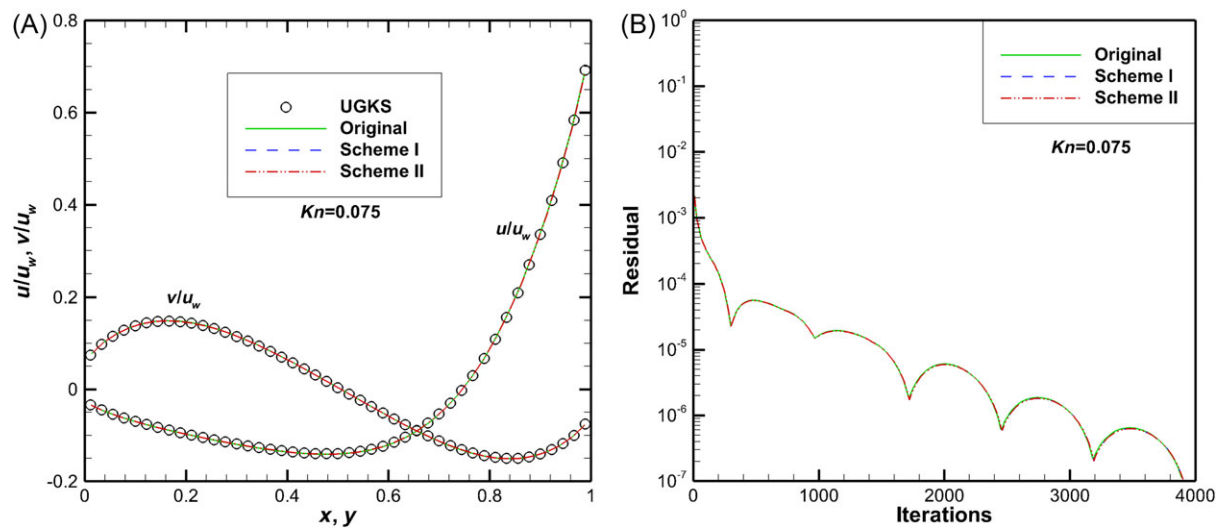 (A)
0.8
0.6
0.4
0.2
0
-0.2
u/u_w, v/u_w
UGKS
Original
Scheme I
Scheme II
Kn=0.075
u/u_w
v/u_w
0
0.2
0.4
0.6
0.8
1
x, y
(B)
10^0
10^-1
10^-2
10^-3
10^-4
10^-5
10^-6
10^-7
Residual
Original
Scheme I
Scheme II
Kn=0.075
0
1000
2000
3000
4000
Iterations